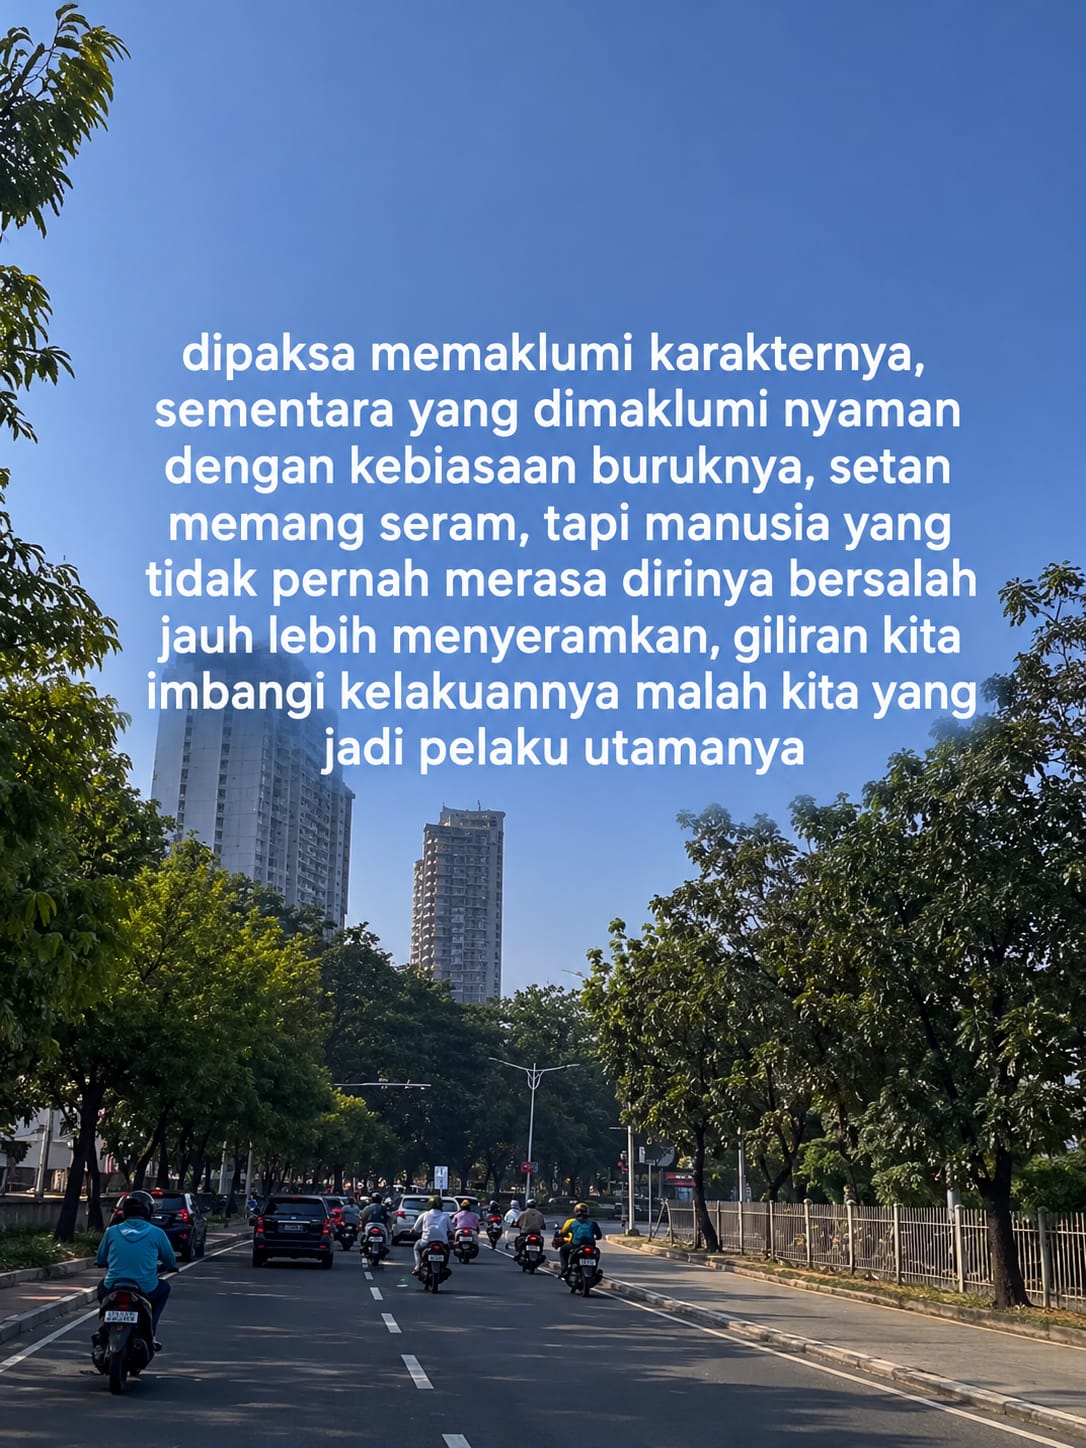 dipaksa memaklumi karakternya,
sementara yang dimaklumi nyaman
dengan kebiasaan buruknya, setan
memang seram, tapi manusia yang
tidak pernah merasa dirinya bersalah
jauh lebih menyeramkan, giliran kita
imbangi kelakuannya malah kita yang
jadi pelaku utamanya